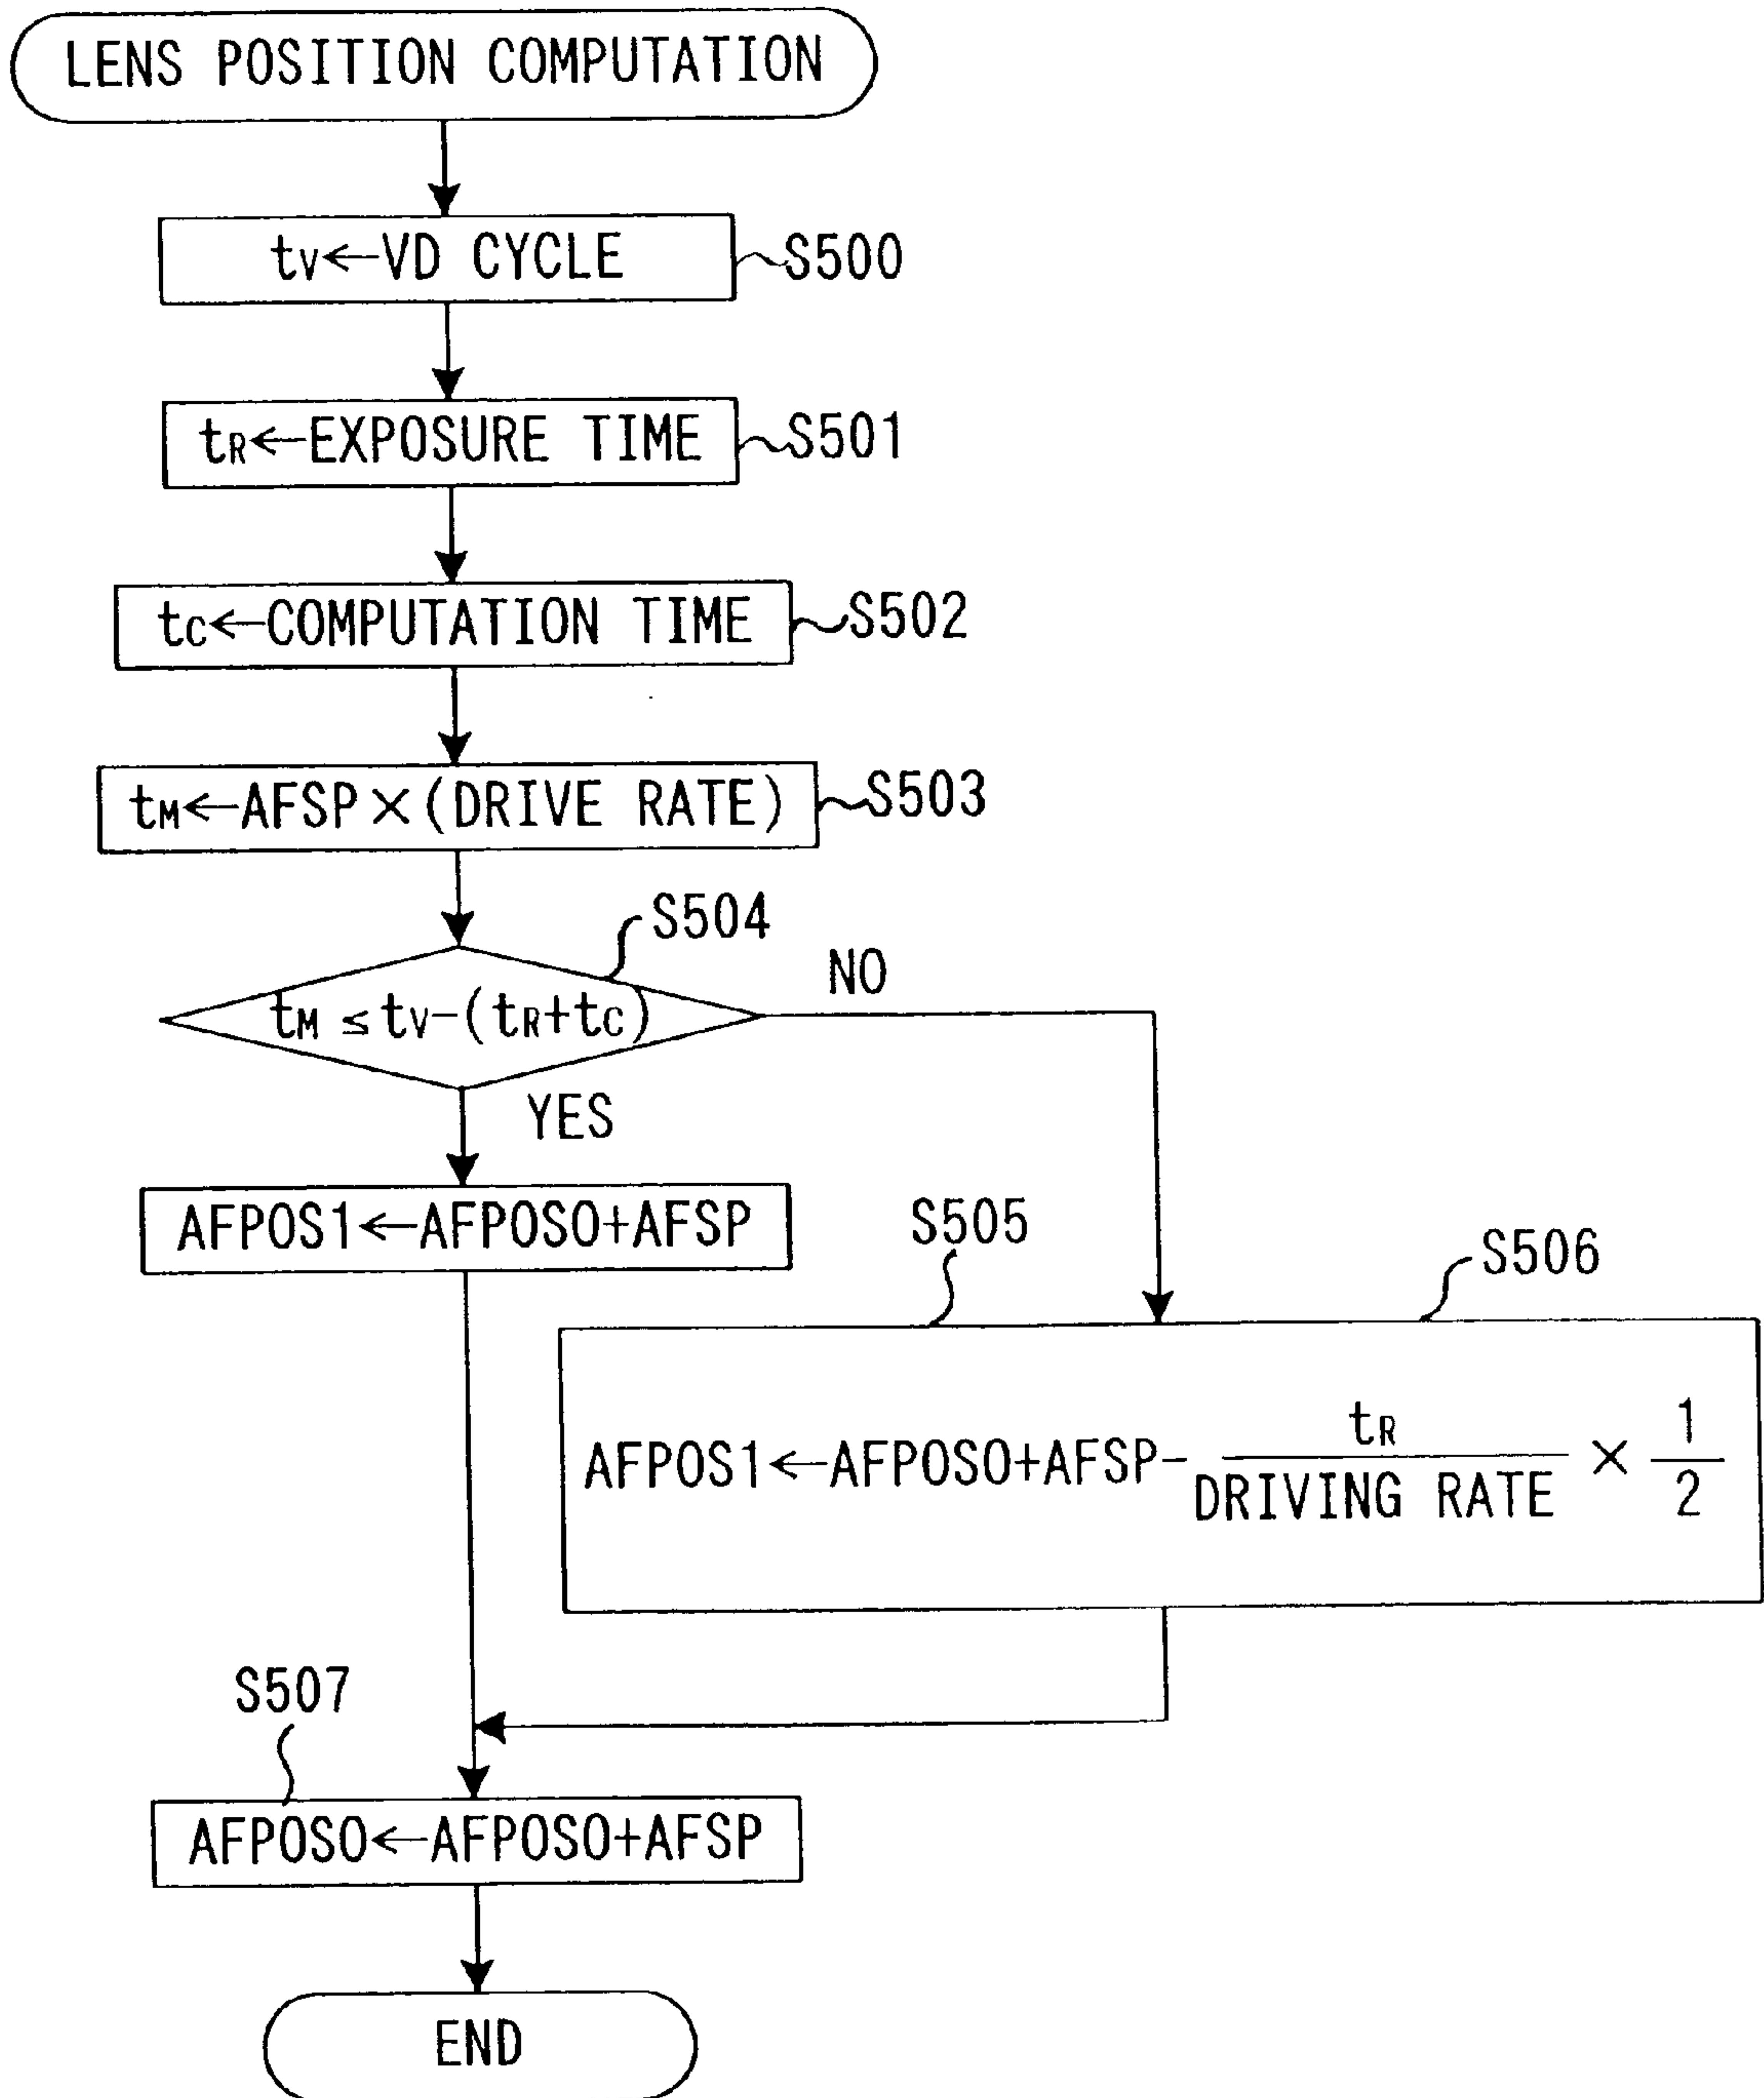 LENS POSITION COMPUTATION
tV←VD CYCLE
S500
tR←EXPOSURE TIME
S501
tC←COMPUTATION TIME
S502
tM←AFSP×(DRIVE RATE)
S503
S504
tM≤tV-(tR+tC)
NO
YES
AFPOS1←AFPOS0+AFSP
S505
S506
AFPOS1←AFPOS0+AFSP- tR/DRIVING RATE × 1/2
S507
AFPOS0←AFPOS0+AFSP
END